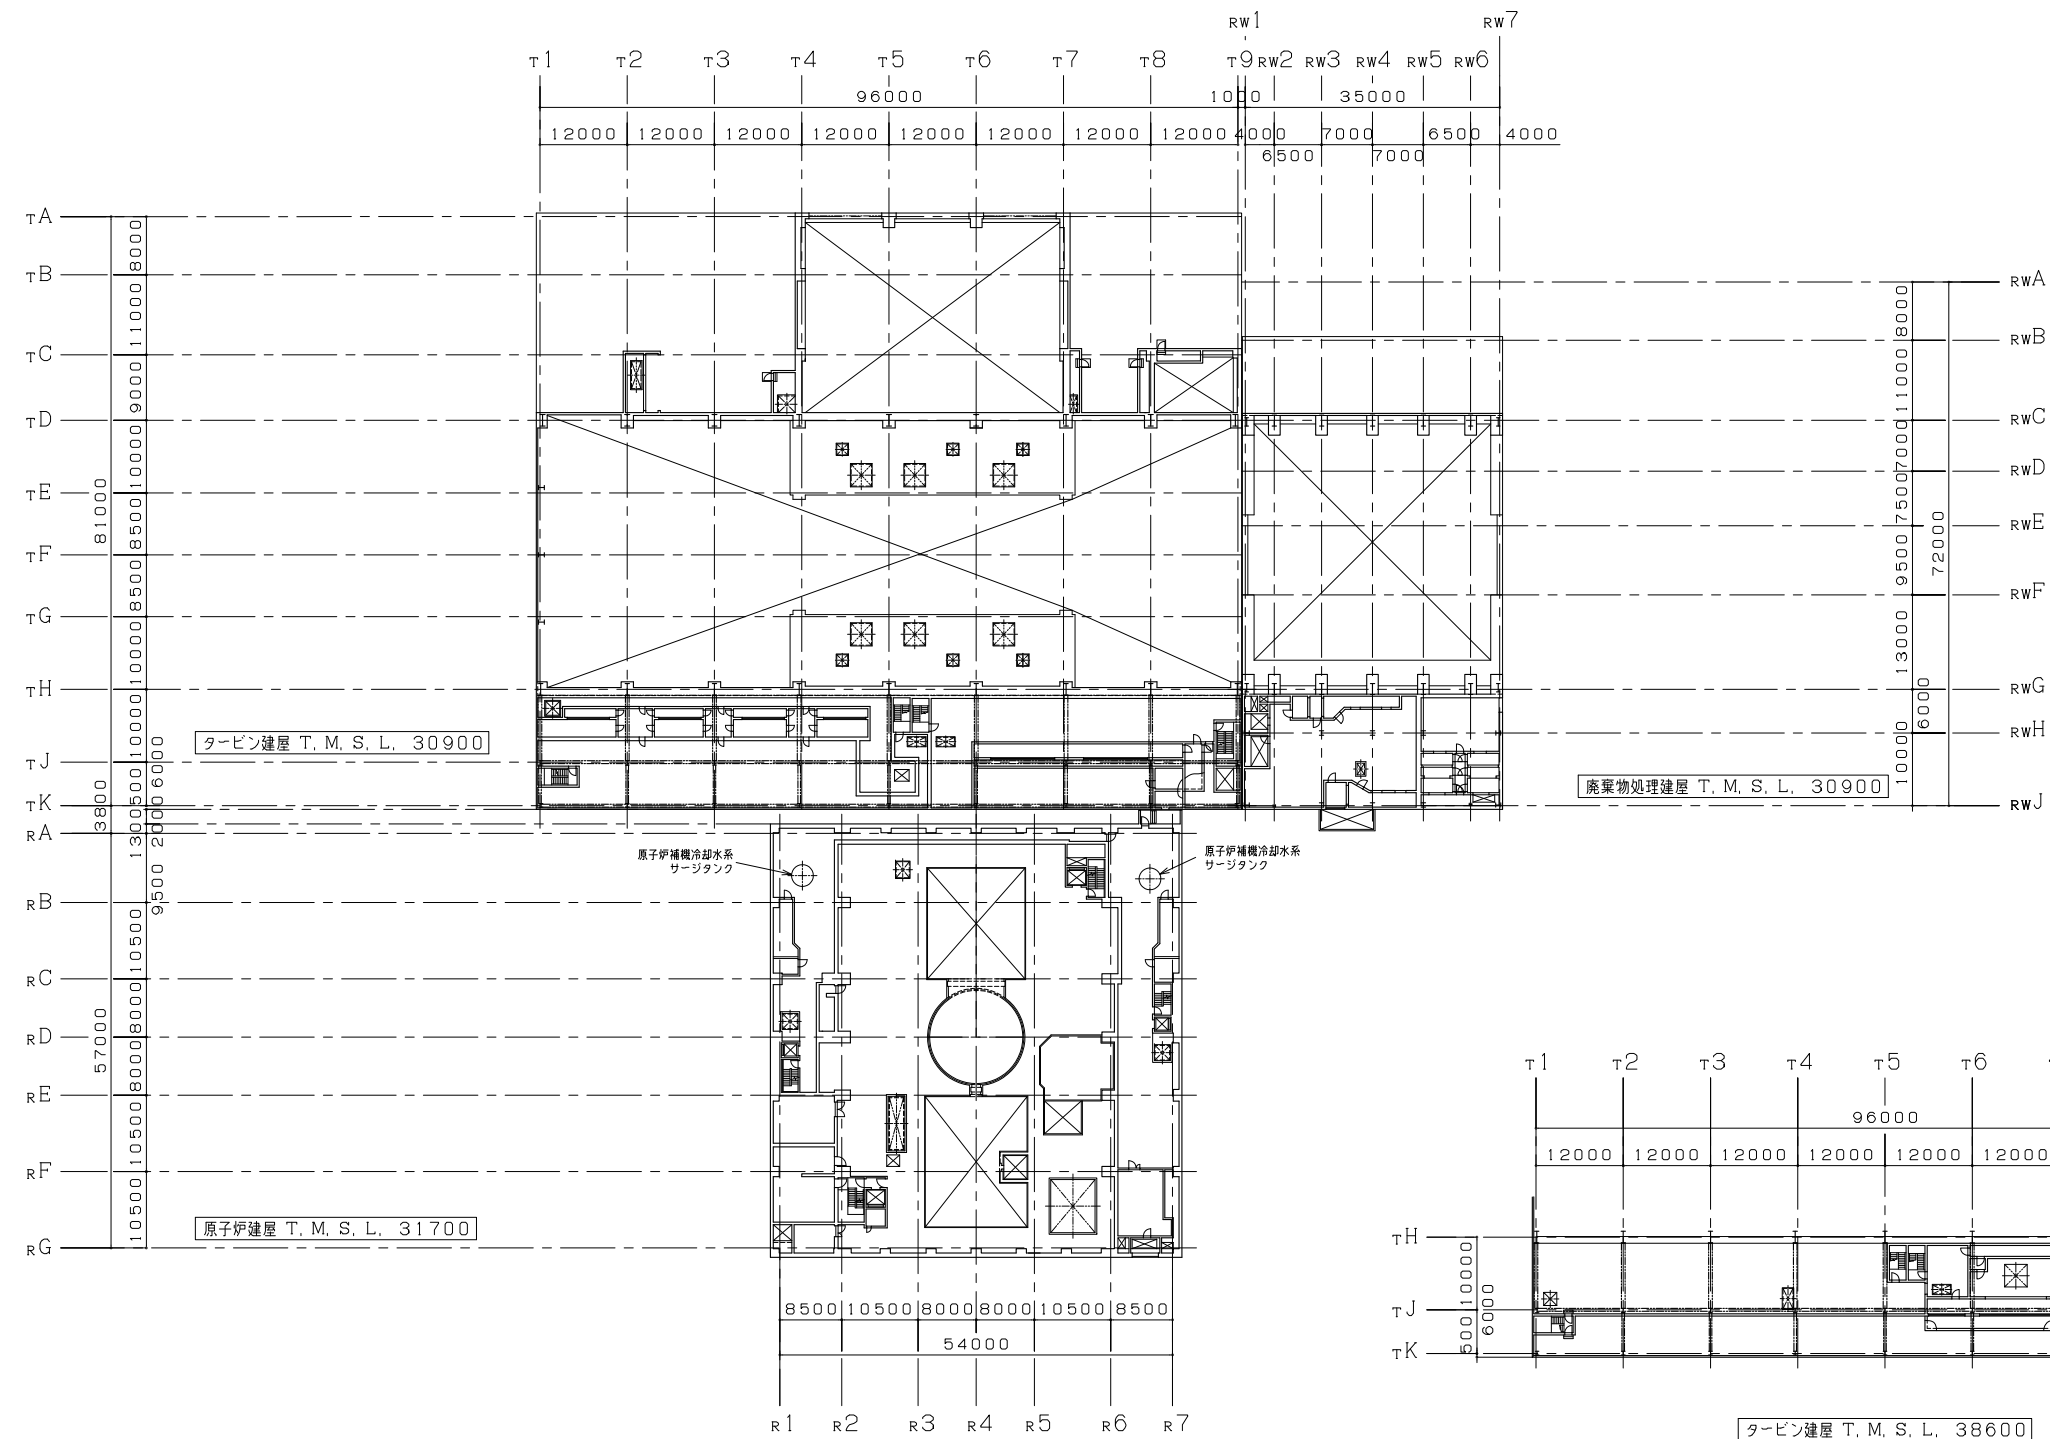 RW1 RW7
T1 T2 T3 T4 T5 T6 T7 T8 T9 RW2 RW3 RW4 RW5 RW6
96000 1000 35000
12000 12000 12000 12000 12000 12000 12000 12000 4000 7000 6500 4000
6500 7000
TA
TB
TC
TD
TE
TF
TG
TH
TJ
TK
RA
RB
RC
RD
RE
RF
RG
81000
3800
57000
8000
11000
9000
10000
8500
8500
10000
10000
6000
500
1300
2000
9500
10500
8000
8000
10500
10500
RWA
RWB
RWC
RWD
RWE
RWF
RWG
RWH
RWJ
8000
11000
7000
7500
9500
13000
6000
10000
72000
タービン建屋 T. M. S. L. 30900
廃棄物処理建屋 T. M. S. L. 30900
原子炉補機冷却水系
サージタンク
原子炉補機冷却水系
サージタンク
原子炉建屋 T. M. S. L. 31700
8500 10500 8000 8000 10500 8500
54000
R1 R2 R3 R4 R5 R6 R7
T1 T2 T3 T4 T5 T6
96000
12000 12000 12000 12000 12000 12000
TH
TJ
TK
10000
6000
500
タービン建屋 T. M. S. L. 38600